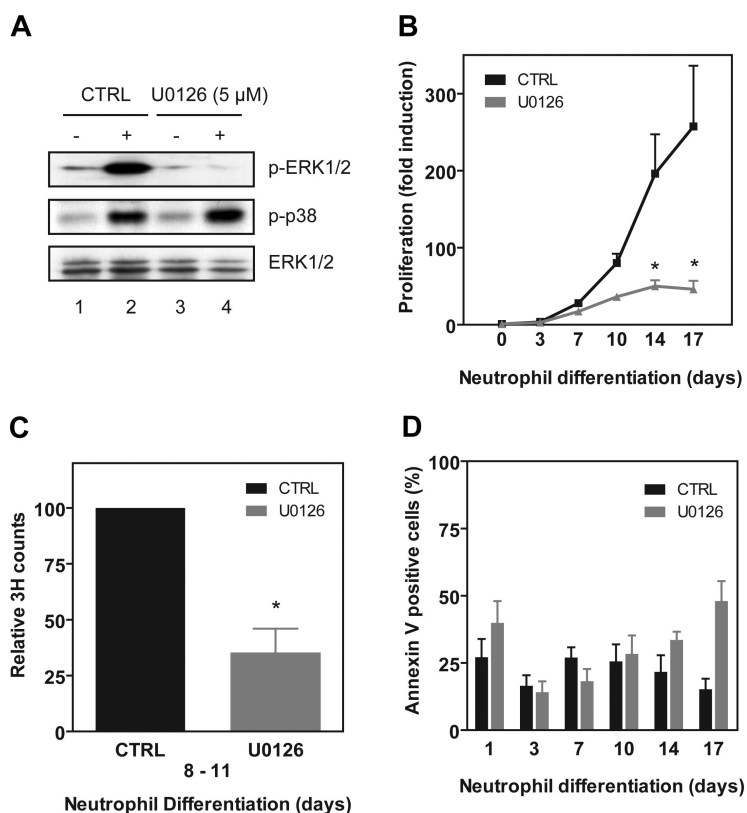 A
CTRL U0126 (5 µM)
- + - +
p-ERK1/2
p-p38
ERK1/2
1 2 3 4
B
Proliferation (fold induction)
300
200
100
0
CTRL
U0126
* *
0 3 7 10 14 17
Neutrophil differentiation (days)
C
Relative 3H counts
100
75
50
25
0
CTRL
U0126
*
CTRL U0126
8 - 11
Neutrophil Differentiation (days)
D
Annexin V positive cells (%)
100
75
50
25
0
CTRL
U0126
1 3 7 10 14 17
Neutrophil differentiation (days)